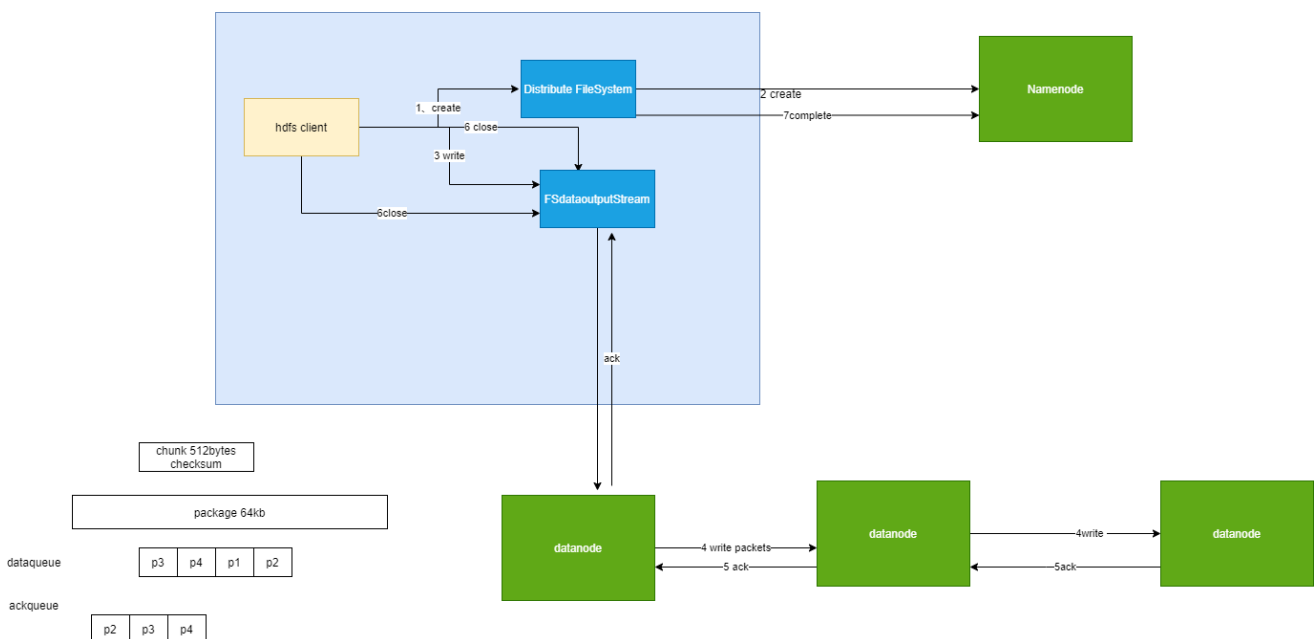 Distribute FileSystem
Namenode
2 create
1、create
7complete
hdfs client
6 close
3 write
FSdataoutputStream
6close
ack
chunk 512bytes
checksum
package 64kb
datanode
4 write packets
5 ack
datanode
4write
5ack
datanode
dataqueue
p3
p4
p1
p2
ackqueue
p2
p3
p4